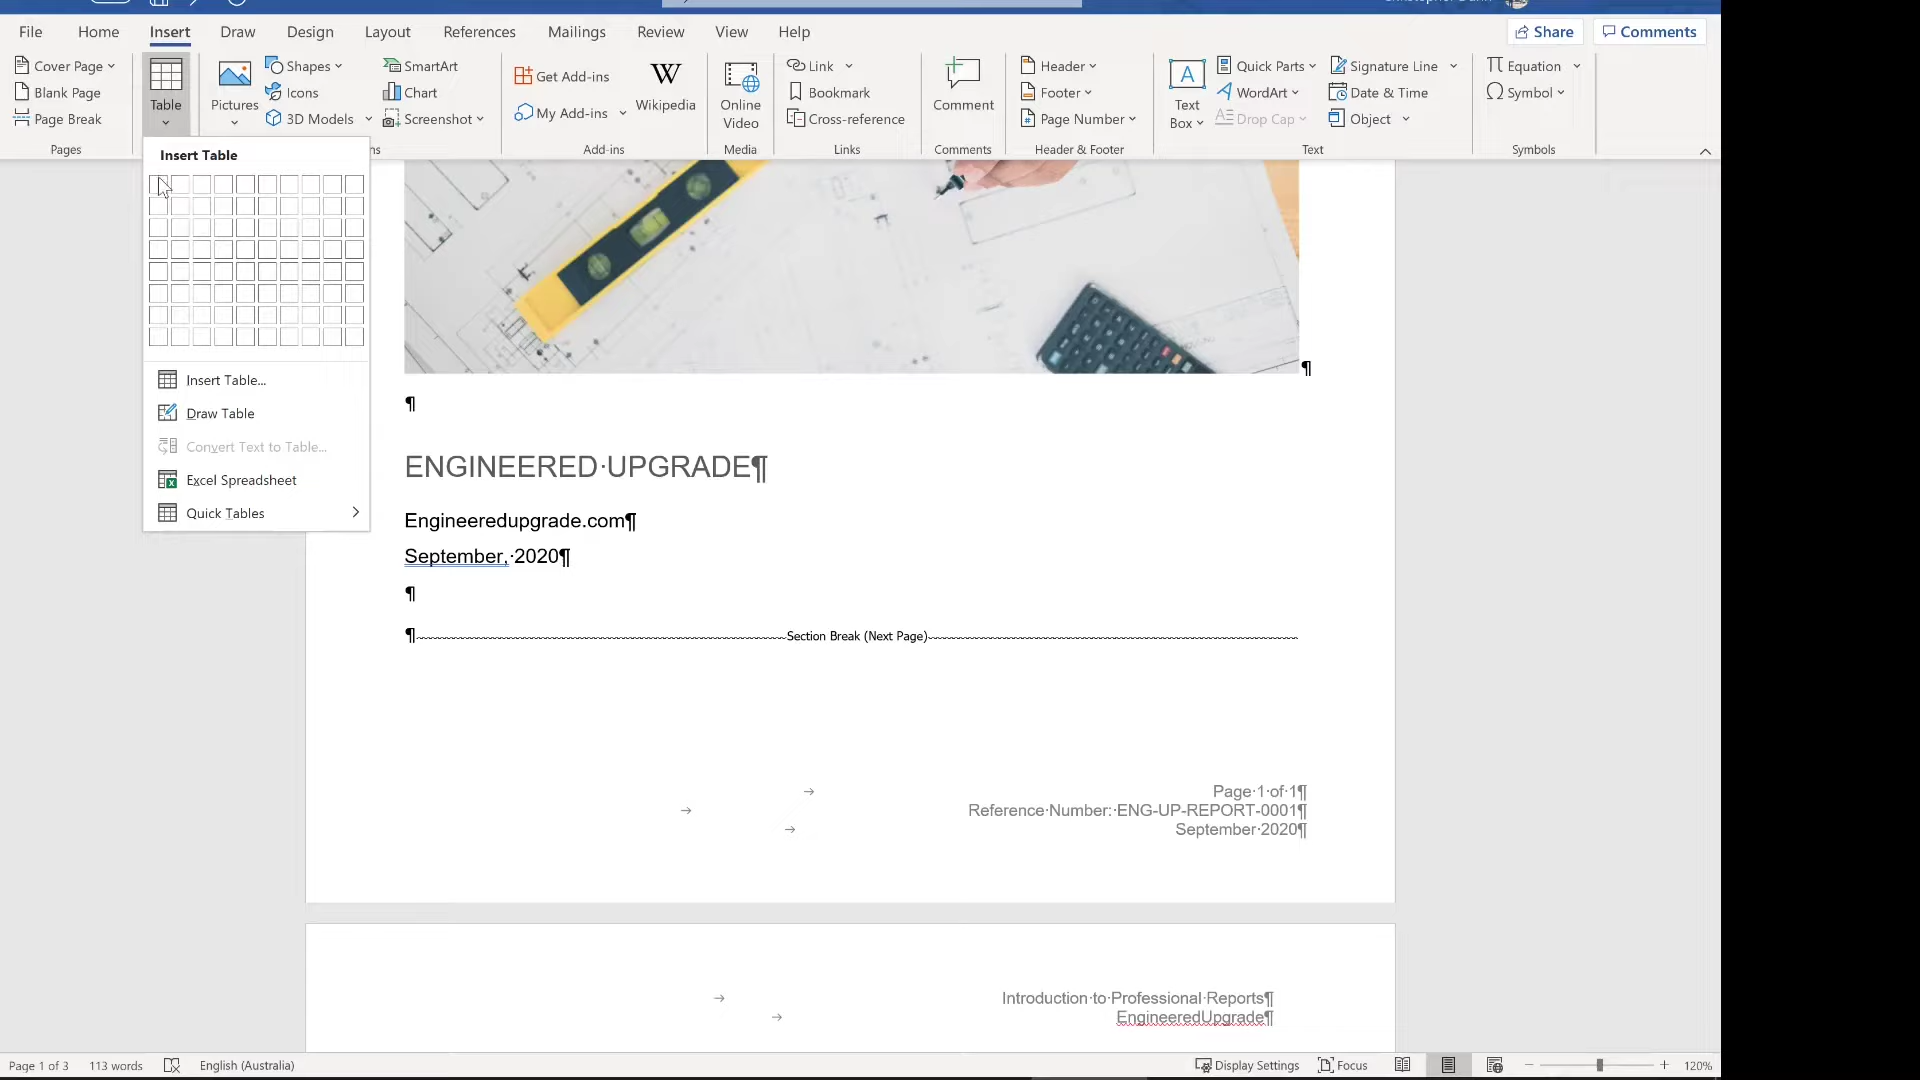 File Home Insert Draw Design Layout References Mailings Review View Help Share Comments
Cover Page
Blank Page
Page Break
Pages
Table
Pictures
Shapes
Icons
3D Models
SmartArt
Chart
Screenshot
Get Add-ins
My Add-ins
Add-ins
W
Wikipedia
Online
Video
Media
Link
Bookmark
Cross-reference
Links
Comment
Comments
Header
Footer
Page Number
Header & Footer
A
Text
Box
Quick Parts
WordArt
Drop Cap
Signature Line
Date & Time
Object
Text
Equation
Symbol
Symbols
Insert Table
Insert Table...
Draw Table
Convert Text to Table...
Excel Spreadsheet
Quick Tables
¶
¶
ENGINEERED·UPGRADE¶
Engineeredupgrade.com¶
September,·2020¶
¶
¶Section Break (Next Page)
Page·1·of·1¶
Reference·Number:·ENG-UP-REPORT-0001¶
September·2020¶
Introduction·to·Professional·Reports¶
EngineeredUpgrade¶
Page 1 of 3 113 words English (Australia) Display Settings Focus 120%